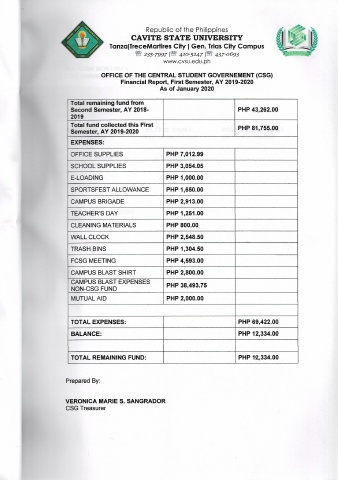 Republic of the Philippines
CAVITE STATE UNIVERSITY
Tanza|TreceMartires City | Gen. Trias City Campus
☏ 235-7997 |☏ 410-5247 |☏ 437-0693
www.cvsu.edu.ph
OFFICE OF THE CENTRAL STUDENT GOVERNEMENT (CSG)
Financial Report, First Semester, AY 2019-2020
As of January 2020
Total remaining fund from Second Semester, AY 2018-2019 PHP 43,262.00
Total fund collected this First Semester, AY 2019-2020 PHP 81,755.00
EXPENSES:
OFFICE SUPPLIES PHP 7,012.99
SCHOOL SUPPLIES PHP 3,054.05
E-LOADING PHP 1,000.00
SPORTSFEST ALLOWANCE PHP 1,650.00
CAMPUS BRIGADE PHP 2,913.00
TEACHER'S DAY PHP 1,251.00
CLEANING MATERIALS PHP 800.00
WALL CLOCK PHP 2,548.50
TRASH BINS PHP 1,304.50
FCSG MEETING PHP 4,593.00
CAMPUS BLAST SHIRT PHP 2,800.00
CAMPUS BLAST EXPENSES NON-CSG FUND PHP 38,493.75
MUTUAL AID PHP 2,000.00
TOTAL EXPENSES: PHP 69,422.00
BALANCE: PHP 12,334.00
TOTAL REMAINING FUND: PHP 12,334.00
Prepared By:
VERONICA MARIE S. SANGRADOR
CSG Treasurer